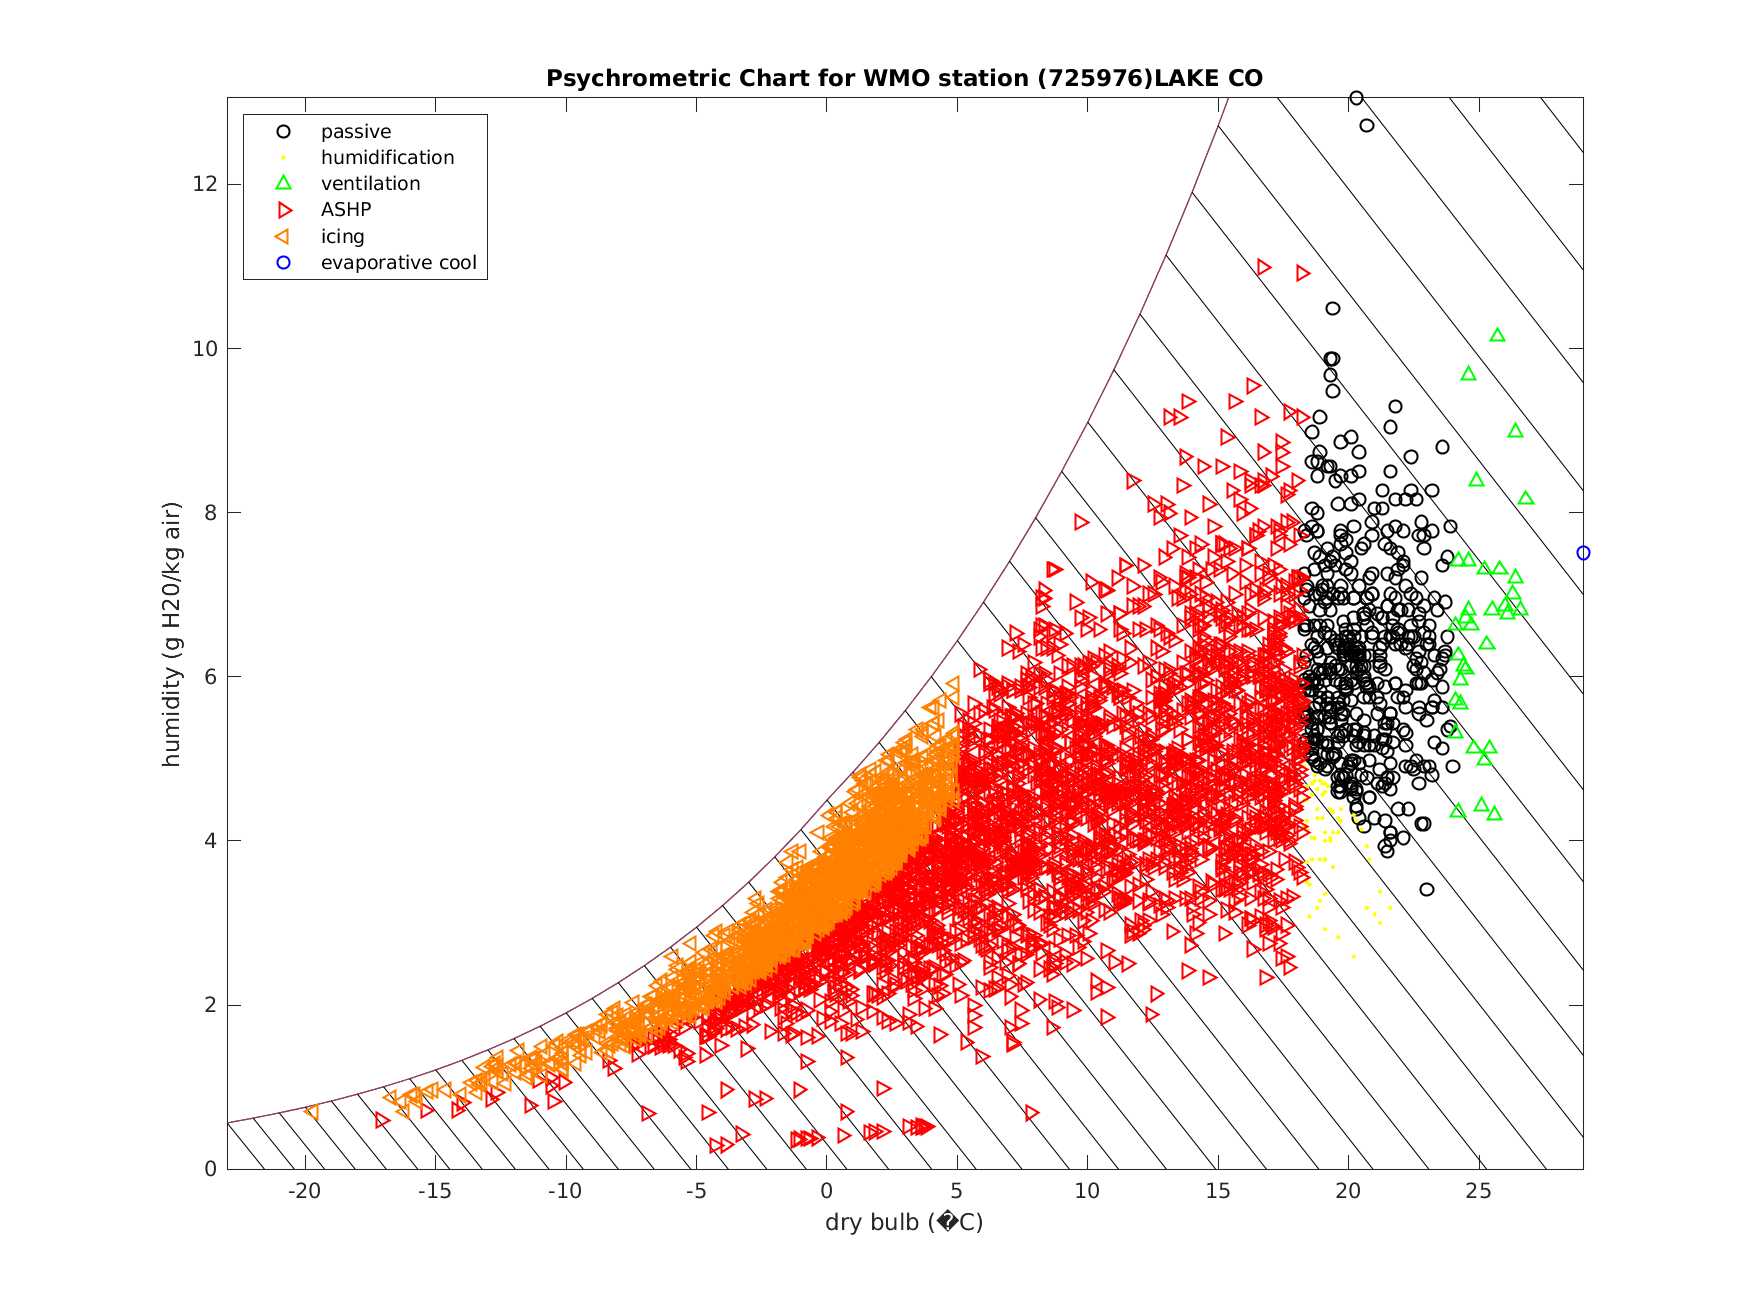 Psychrometric Chart for WMO station (725976)LAKE CO
passive
humidification
ventilation
ASHP
icing
evaporative cool
humidity (g H20/kg air)
12
10
8
6
4
2
0
-20 -15 -10 -5 0 5 10 15 20 25
dry bulb (�C)